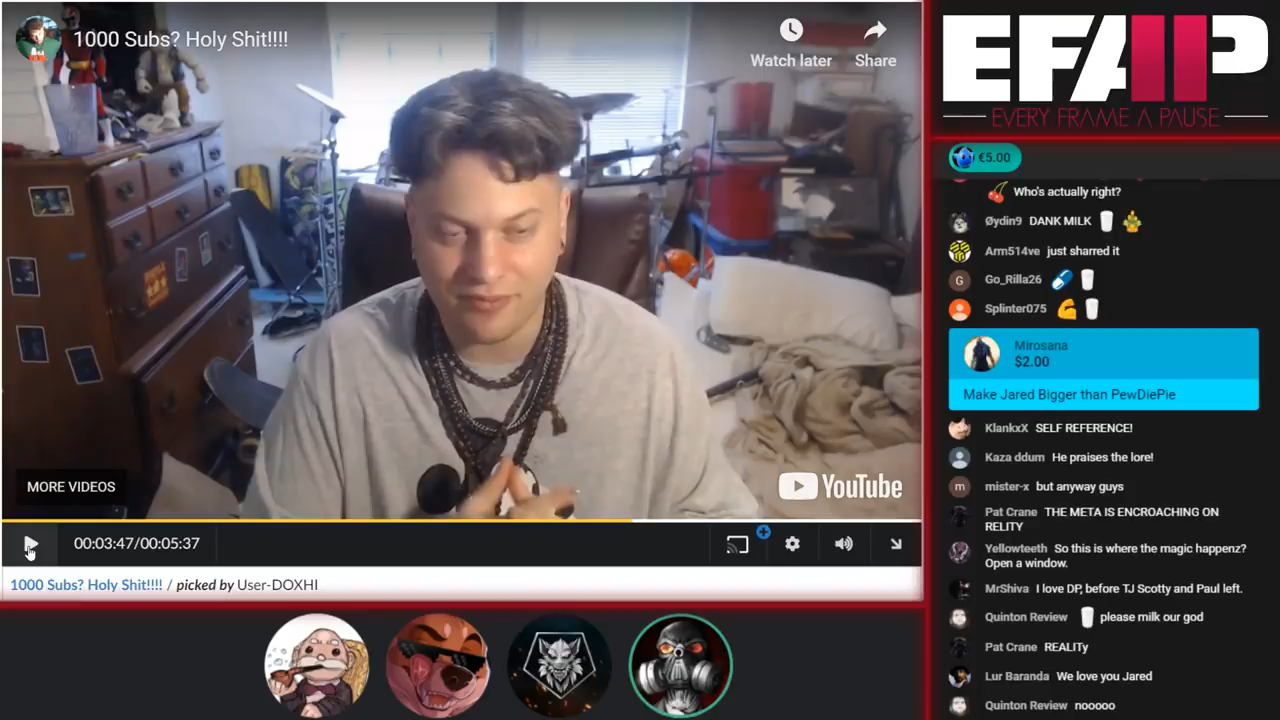 1000 Subs? Holy Shit!!!!
Watch later
Share
MORE VIDEOS
YouTube
00:03:47/00:05:37
1000 Subs? Holy Shit!!!! / picked by User-DOXHI
EFAP
EVERY FRAME A PAUSE
€5.00
Who's actually right?
Øydin9 DANK MILK
Arm514ve just sharred it
Go_Rilla26
G
Splinter075
Mirosana
$2.00
Make Jared Bigger than PewDiePie
KlankxX SELF REFERENCE!
Kaza ddum He praises the lore!
m
mister-x but anyway guys
Pat Crane THE META IS ENCROACHING ON
RELITY
Yellowteeth So this is where the magic happenz?
Open a window.
MrShiva I love DP, before TJ Scotty and Paul left.
Quinton Review please milk our god
Pat Crane REALITy
Lur Baranda We love you Jared
Quinton Review nooooo